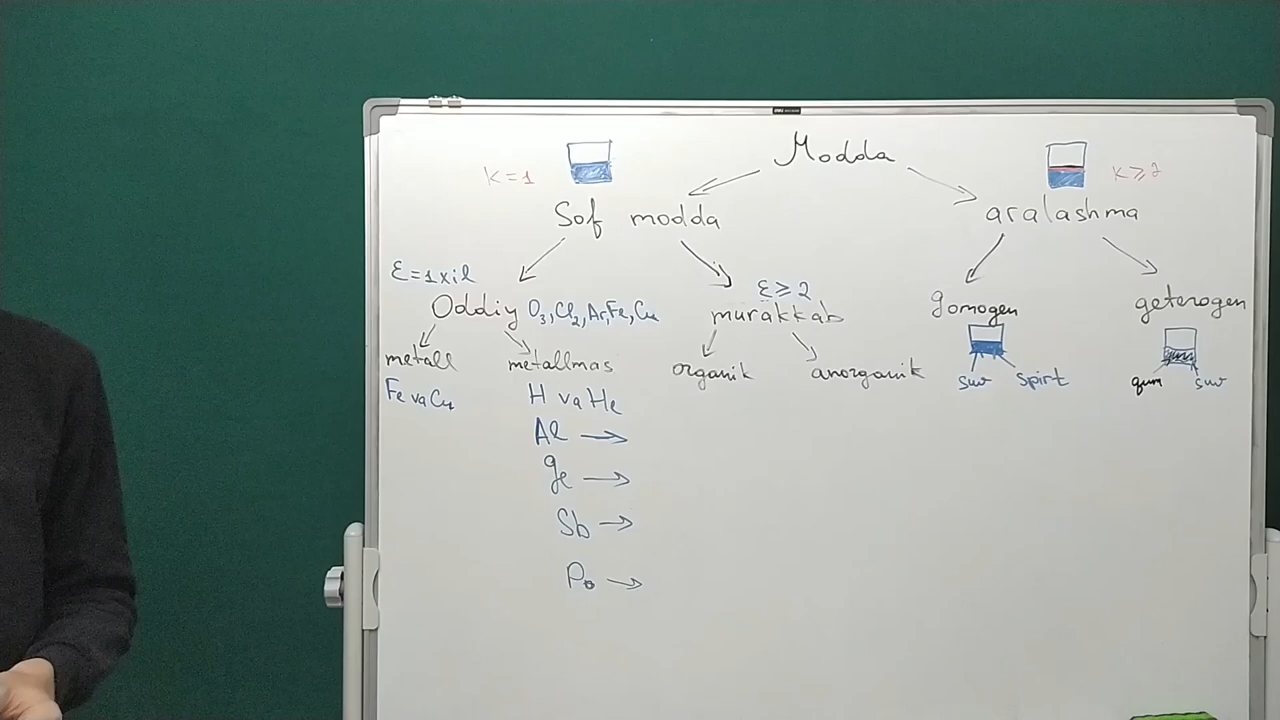 Modda
K=1
K⩾2
Sof modda
aralashma
Ɛ=1xil
Ɛ⩾2
Oddiy O₃,Cl₂,Ar,Fe,Cu
murakkab
gomogen
geterogen
metall
metallmas
organik
anorganik
suv
spirt
qum
suv
Fe va Cu
H va He
Al →
ge →
Sb →
Po →